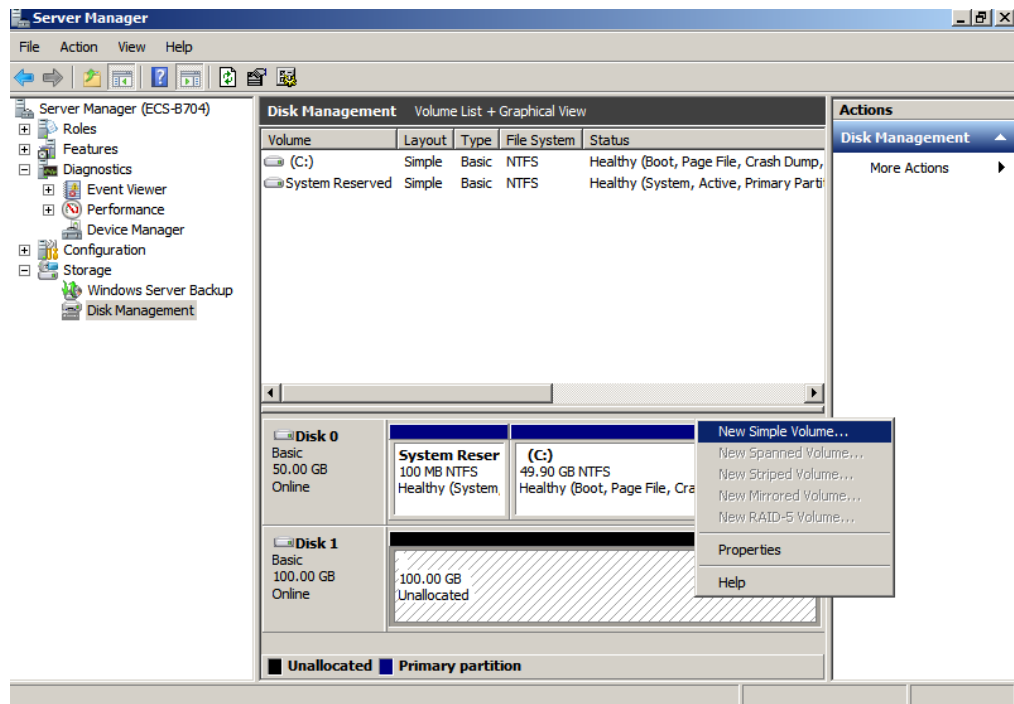 Server Manager
File Action View Help
Server Manager (ECS-B704)
Roles
Features
Diagnostics
Event Viewer
Performance
Device Manager
Configuration
Storage
Windows Server Backup
Disk Management
Disk Management Volume List + Graphical View
Volume Layout Type File System Status
(C:) Simple Basic NTFS Healthy (Boot, Page File, Crash Dump,
System Reserved Simple Basic NTFS Healthy (System, Active, Primary Parti
Disk 0
Basic
50.00 GB
Online
System Reser
100 MB NTFS
Healthy (System,
(C:)
49.90 GB NTFS
Healthy (Boot, Page File, Cra
Disk 1
Basic
100.00 GB
Online
100.00 GB
Unallocated
Unallocated Primary partition
New Simple Volume...
New Spanned Volume...
New Striped Volume...
New Mirrored Volume...
New RAID-5 Volume...
Properties
Help
Actions
Disk Management
More Actions